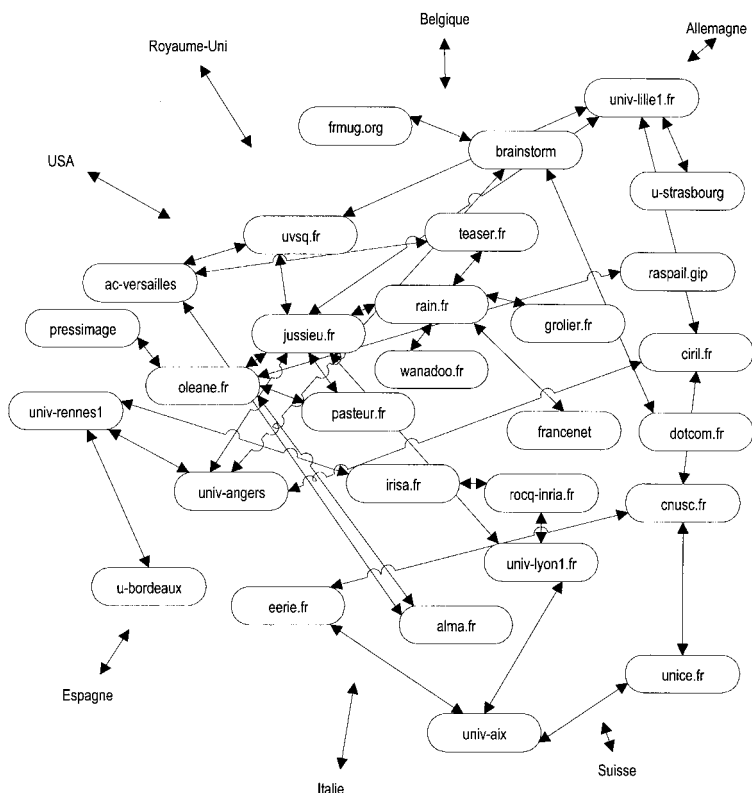 Belgique
Allemagne
Royaume-Uni
univ-lille1.fr
frmug.org
brainstorm
USA
u-strasbourg
uvsq.fr
teaser.fr
ac-versailles
raspail.gip
rain.fr
pressimage
jussieu.fr
grolier.fr
ciril.fr
wanadoo.fr
oleane.fr
univ-rennes1
pasteur.fr
francenet
dotcom.fr
univ-angers
irisa.fr
rocq-inria.fr
cnusc.fr
univ-lyon1.fr
u-bordeaux
eerie.fr
alma.fr
unice.fr
Espagne
univ-aix
Suisse
Italie